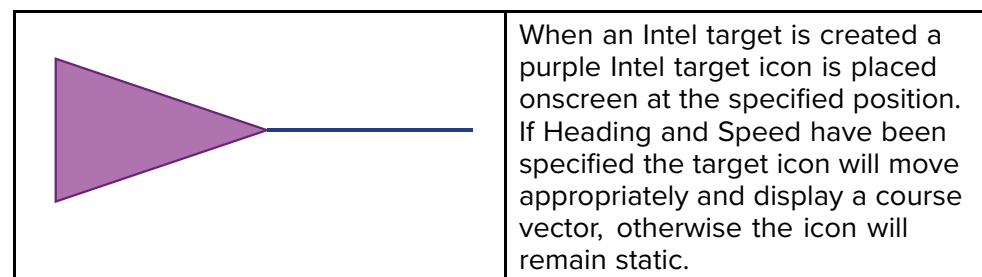 When an Intel target is created a
purple Intel target icon is placed
onscreen at the specified position.
If Heading and Speed have been
specified the target icon will move
appropriately and display a course
vector, otherwise the icon will
remain static.